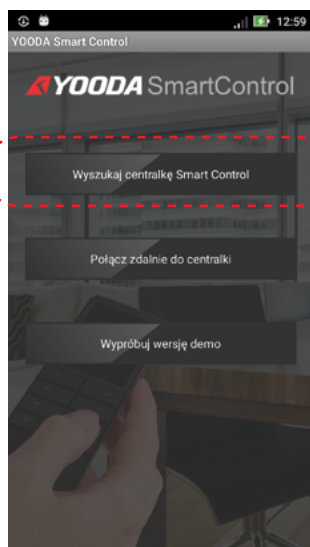 12:59
YOODA Smart Control
YOODA SmartControl
Wyszukaj centralkę Smart Control
Połącz zdalnie do centralki
Wypróbuj wersję demo